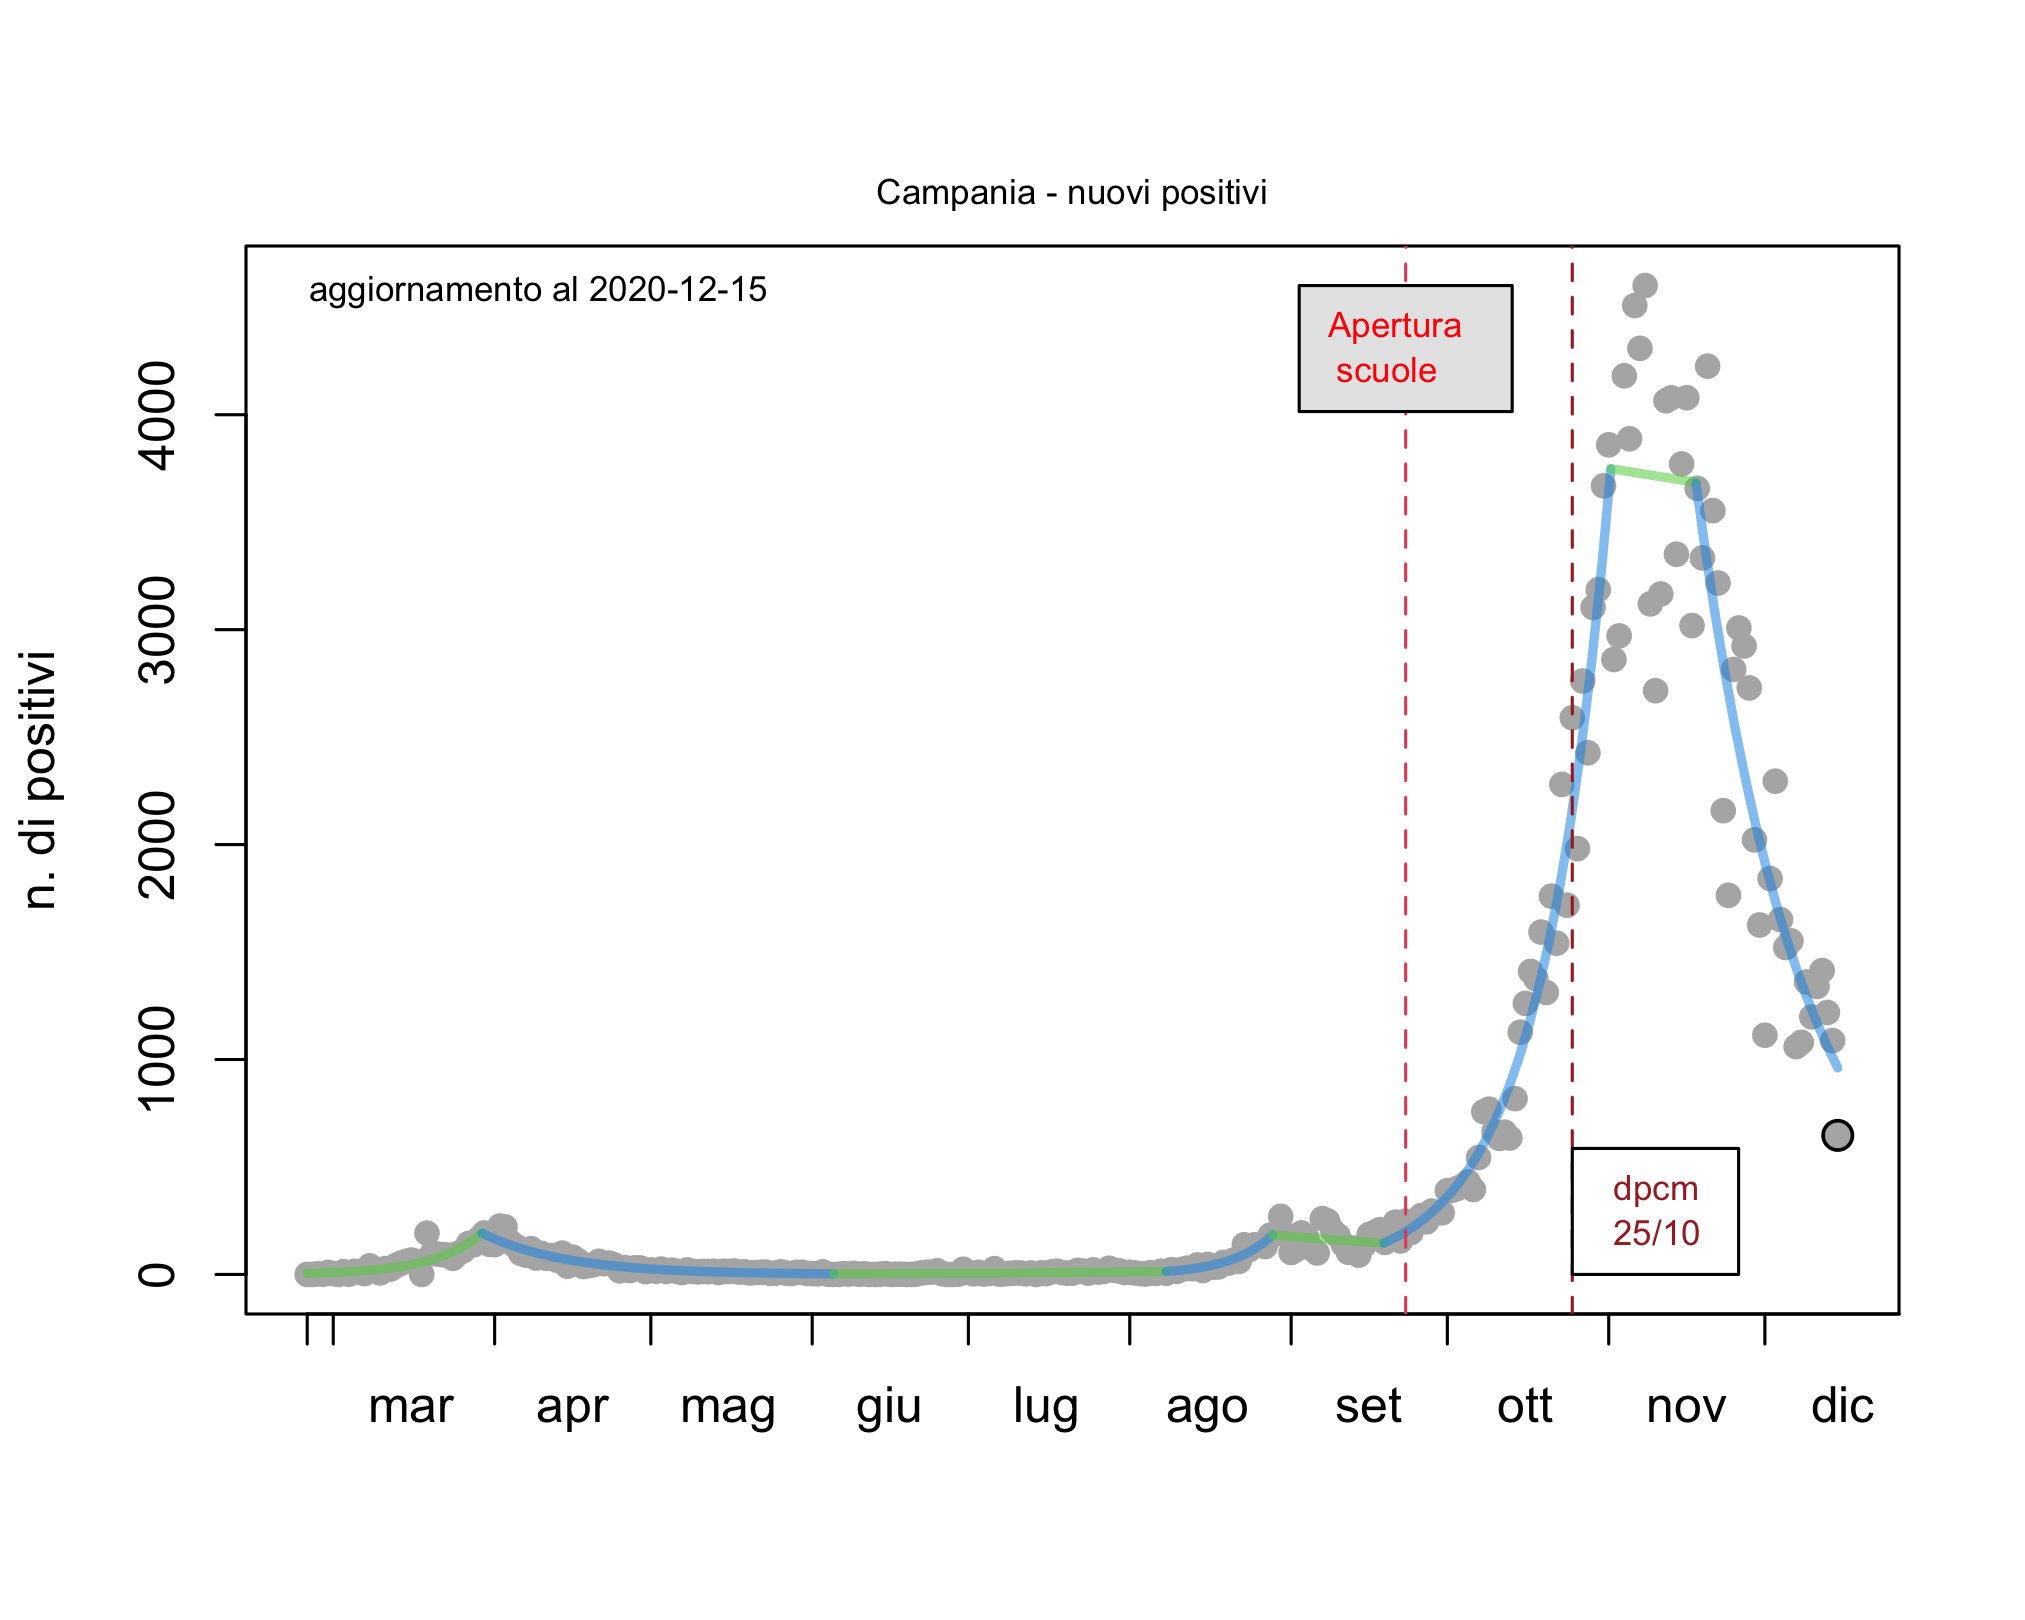 Campania - nuovi positivi
aggiornamento al 2020-12-15
Apertura
scuole
n. di positivi
4000
3000
2000
1000
0
dpcm
25/10
mar apr mag giu lug ago set ott nov dic